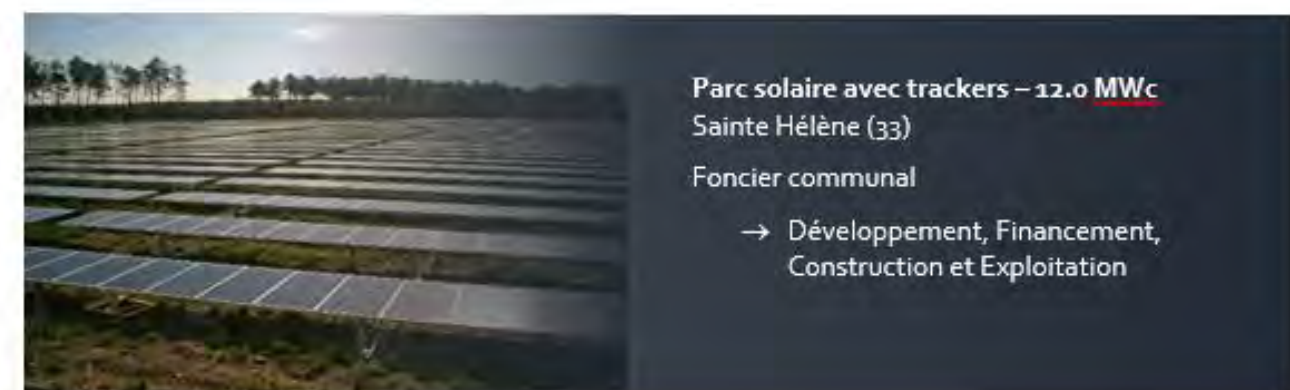 Parc solaire avec trackers – 12.0 MWc
Sainte Hélène (33)
Foncier communal
→ Développement, Financement,
Construction et Exploitation